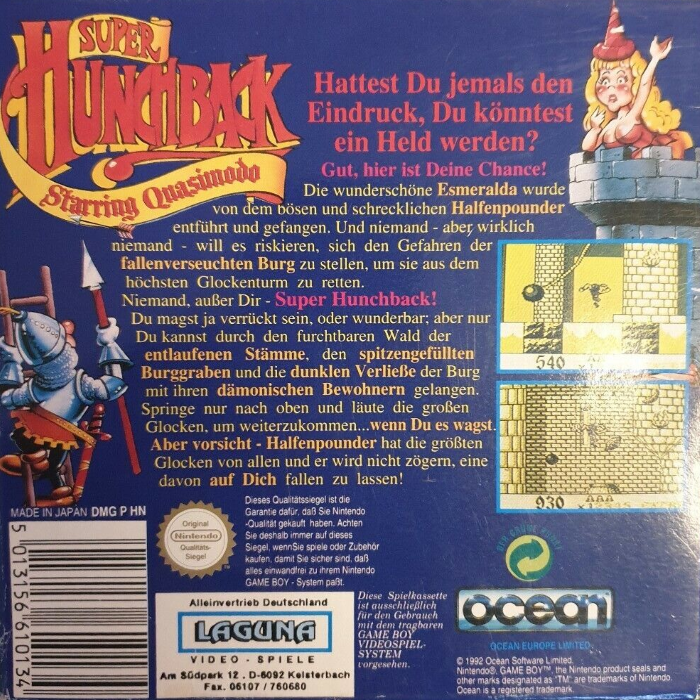 SUPER
HUNCHBACK
Starring Quasimodo
Hattest Du jemals den
Eindruck, Du könntest
ein Held werden?
Gut, hier ist Deine Chance!
Die wunderschöne Esmeralda wurde
von dem bösen und schrecklichen Halfenpounder
entführt und gefangen. Und niemand - aber wirklich
niemand - will es riskieren, sich den Gefahren der
fallenverseuchten Burg zu stellen, um sie aus dem
höchsten Glockenturm zu retten.
Niemand, außer Dir - Super Hunchback!
Du magst ja verrückt sein, oder wunderbar; aber nur
Du kannst durch den furchtbaren Wald der
entlaufenen Stämme, den spitzengefüllten
Burggraben und die dunklen Verließe der Burg
mit ihren dämonischen Bewohnern gelangen.
Springe nur nach oben und läute die großen
Glocken, um weiterzukommen...wenn Du es wagst.
Aber vorsicht - Halfenpounder hat die größten
Glocken von allen und er wird nicht zögern, eine
davon auf Dich fallen zu lassen!
540
930
MADE IN JAPAN DMG P HN
5 013156 610134
Original
Nintendo
Qualitäts-
Siegel
Dieses Qualitätssiegel ist die
Garantie dafür, daß Sie Nintendo
-Qualität gekauft haben. Achten
Sie deshalb immer auf dieses
Siegel, wennSie spiele oder Zubehör
kaufen, damit Sie sicher sind, daß
alles einwandfrei zu ihrem Nintendo
GAME BOY - System paßt.
Alleinvertrieb Deutschland
LAGUNA
VIDEO - SPIELE
Am Südpark 12 . D-6092 Kelsterbach
Fax. 06107 / 760680
Diese Spielkassette
ist ausschließlich
für den Gebrauch
mit dem tragbaren
GAME BOY
VIDEOSPIEL-
SYSTEM
vorgesehen.
DER GRÜNE PUNKT
ocean
OCEAN EUROPE LIMITED
© 1992 Ocean Software Limited.
Nintendo®, GAME BOY™, the Nintendo product seals and
other marks designated as "TM" are trademarks of Nintendo.
Ocean is a registered trademark.